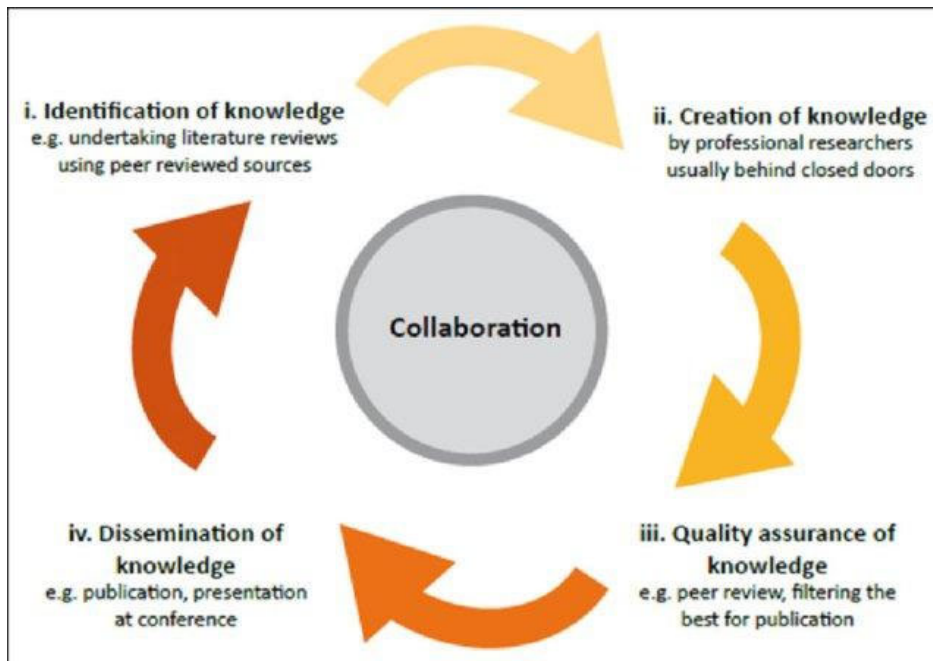 i. Identification of knowledge
e.g. undertaking literature reviews
using peer reviewed sources
ii. Creation of knowledge
by professional researchers
usually behind closed doors
Collaboration
iii. Quality assurance of
knowledge
e.g. peer review, filtering the
best for publication
iv. Dissemination of
knowledge
e.g. publication, presentation
at conference